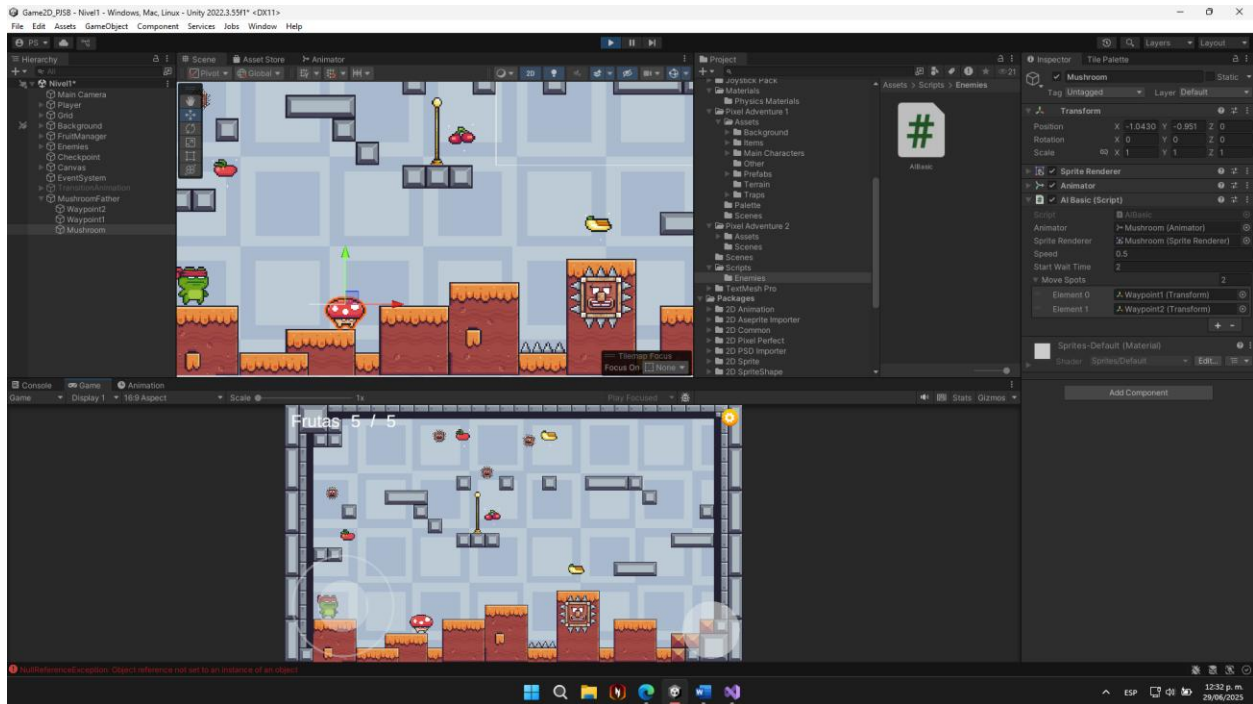 Game2D_PJSB - Nivel1 - Windows, Mac, Linux - Unity 2022.3.55f1* <DX11>
File Edit Assets GameObject Component Services Jobs Window Help
PS
Layers
Layout
Hierarchy
All
Nivel1*
Main Camera
Player
Grid
Background
FruitManager
Enemies
Checkpoint
Canvas
EventSystem
TransitionAnimation
MushroomFather
Waypoint2
Waypoint1
Mushroom
Scene
Asset Store
Animator
Pivot
Global
2D
Tilemap Focus
Focus On None
Project
21
Joystick Pack
Materials
Physics Materials
Pixel Adventure 1
Assets
Background
Items
Main Characters
Other
Prefabs
Terrain
Traps
Palette
Scenes
Pixel Adventure 2
Assets
Scenes
Scenes
Scripts
Enemies
TextMesh Pro
Packages
2D Animation
2D Aseprite Importer
2D Common
2D Pixel Perfect
2D PSD Importer
2D Sprite
2D SpriteShape
Assets > Scripts > Enemies
#
AIBasic
Inspector
Tile Palette
Mushroom
Static
Tag Untagged
Layer Default
Transform
Position X -1.0430 Y -0.951 Z 0
Rotation X 0 Y 0 Z 0
Scale X 1 Y 1 Z 1
Sprite Renderer
Animator
AI Basic (Script)
Script AIBasic
Animator Mushroom (Animator)
Sprite Renderer Mushroom (Sprite Renderer)
Speed 0.5
Start Wait Time 2
Move Spots 2
Element 0 Waypoint1 (Transform)
Element 1 Waypoint2 (Transform)
+ -
Sprites-Default (Material)
Shader Sprites/Default Edit...
Add Component
Console
Game
Animation
Game
Display 1
16:9 Aspect
Scale
1x
Play Focused
Stats
Gizmos
Frutas 5 / 5
NullReferenceException: Object reference not set to an instance of an object
ESP
12:32 p. m.
29/06/2025